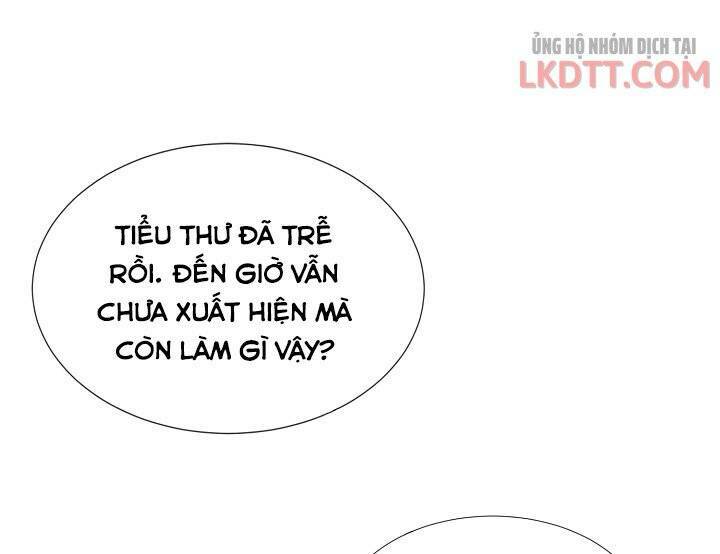 ỦNG HỘ NHÓM DỊCH TẠI
LKDTT.COM
TIỂU THƯ ĐÃ TRỄ
RỒI. ĐẾN GIỜ VẪN
CHƯA XUẤT HIỆN MÀ
CÒN LÀM GÌ VẬY?